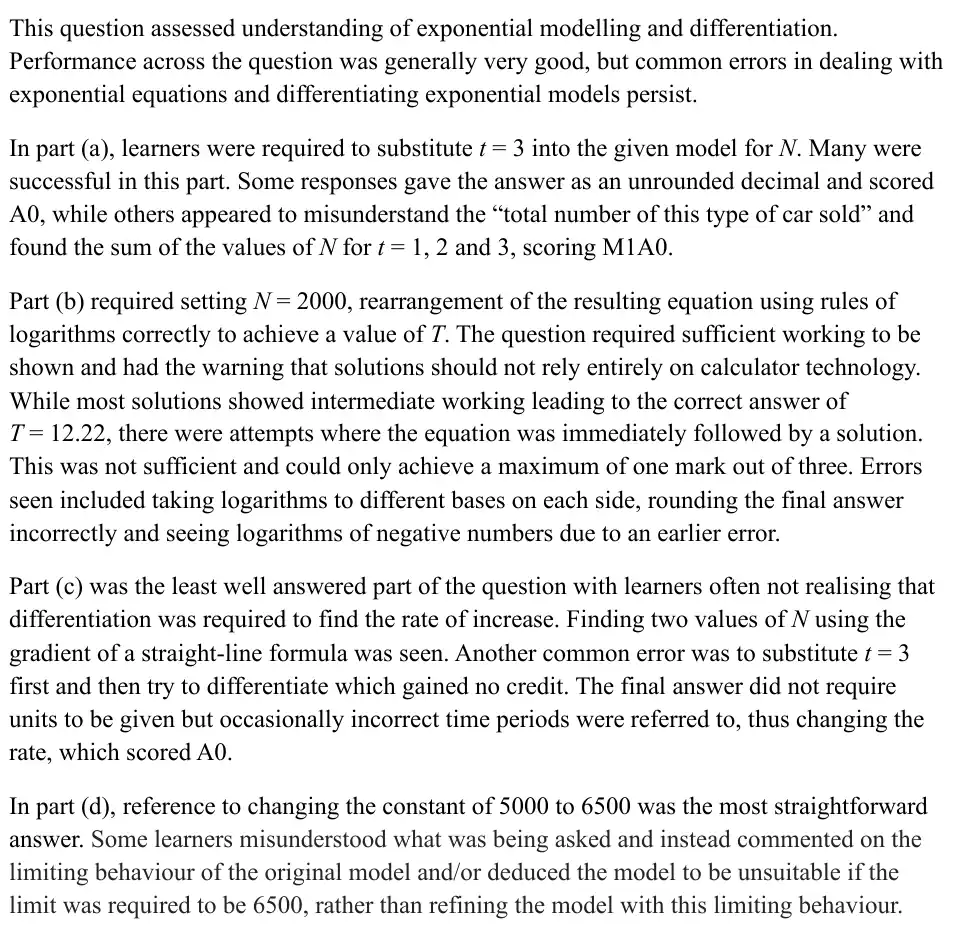 This question assessed understanding of exponential modelling and differentiation.
Performance across the question was generally very good, but common errors in dealing with
exponential equations and differentiating exponential models persist.
In part (a), learners were required to substitute t = 3 into the given model for N. Many were
successful in this part. Some responses gave the answer as an unrounded decimal and scored
A0, while others appeared to misunderstand the “total number of this type of car sold” and
found the sum of the values of N for t = 1, 2 and 3, scoring M1A0.
Part (b) required setting N = 2000, rearrangement of the resulting equation using rules of
logarithms correctly to achieve a value of T. The question required sufficient working to be
shown and had the warning that solutions should not rely entirely on calculator technology.
While most solutions showed intermediate working leading to the correct answer of
T = 12.22, there were attempts where the equation was immediately followed by a solution.
This was not sufficient and could only achieve a maximum of one mark out of three. Errors
seen included taking logarithms to different bases on each side, rounding the final answer
incorrectly and seeing logarithms of negative numbers due to an earlier error.
Part (c) was the least well answered part of the question with learners often not realising that
differentiation was required to find the rate of increase. Finding two values of N using the
gradient of a straight-line formula was seen. Another common error was to substitute t = 3
first and then try to differentiate which gained no credit. The final answer did not require
units to be given but occasionally incorrect time periods were referred to, thus changing the
rate, which scored A0.
In part (d), reference to changing the constant of 5000 to 6500 was the most straightforward
answer. Some learners misunderstood what was being asked and instead commented on the
limiting behaviour of the original model and/or deduced the model to be unsuitable if the
limit was required to be 6500, rather than refining the model with this limiting behaviour.